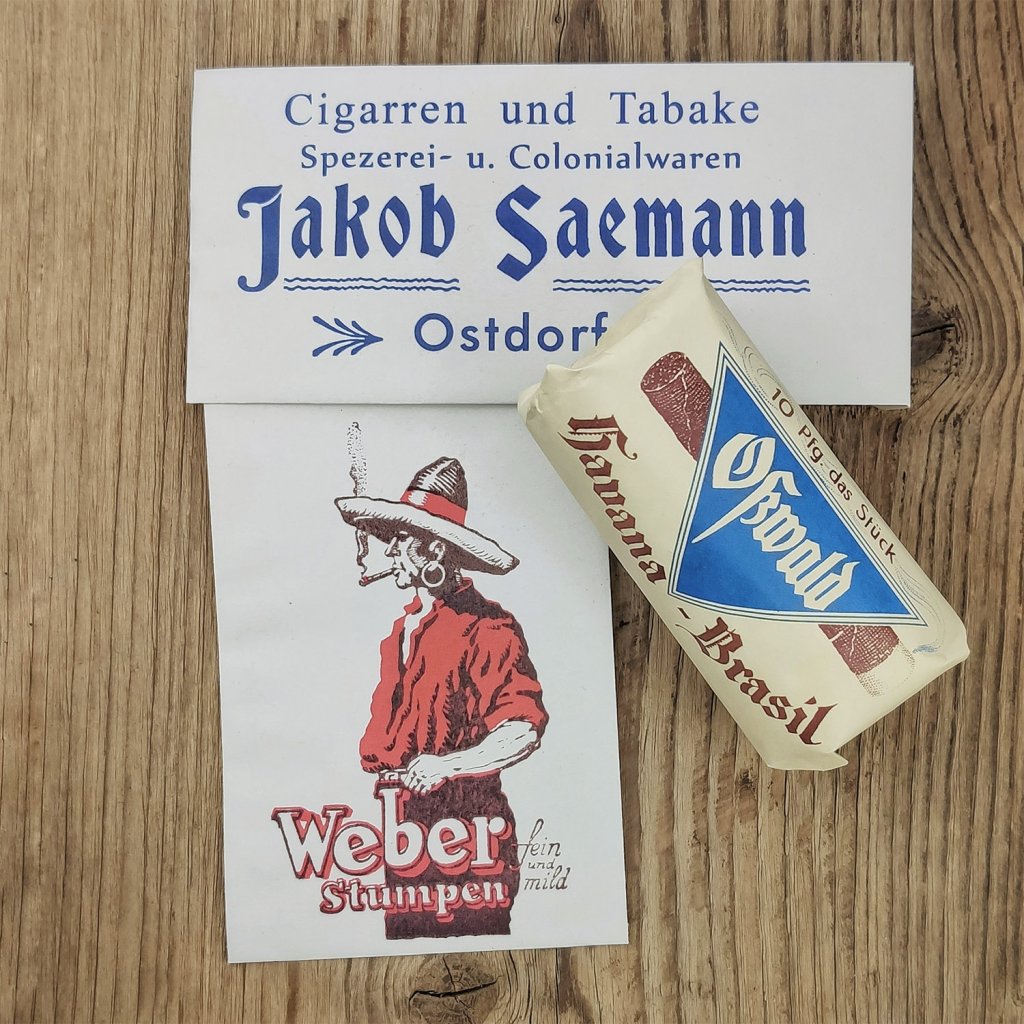 Cigarren und Tabake
Spezerei- u. Colonialwaren
Jakob Saemann
Ostdorf
10 Pfg. das Stück
Oßwald
Havana-Brasil
Weber
Stumpen
fein
und
mild